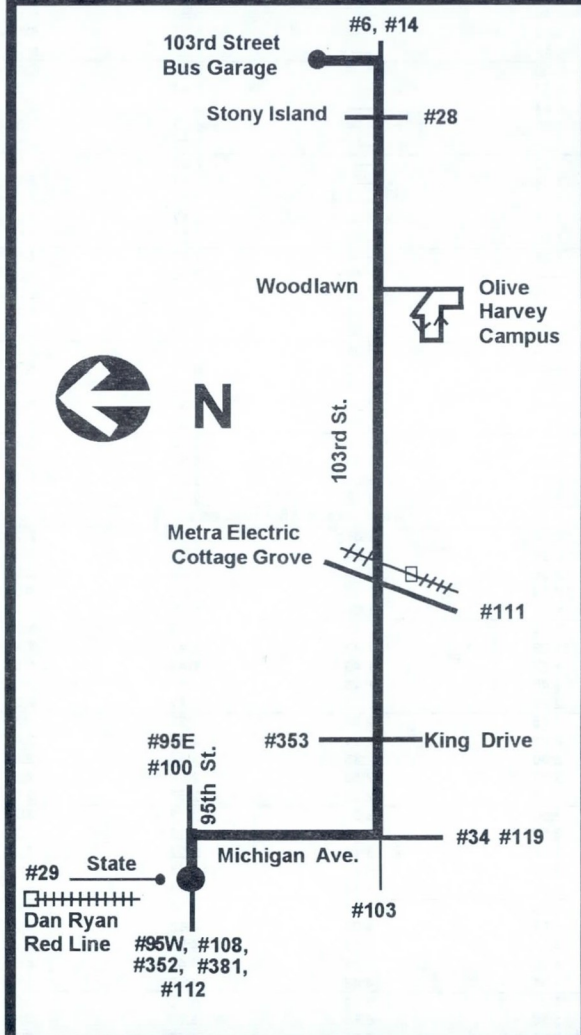 #6, #14
103rd Street
Bus Garage
Stony Island
#28
Woodlawn
Olive
Harvey
Campus
N
103rd St.
Metra Electric
Cottage Grove
#111
#95E
#100
95th St.
#353
King Drive
Michigan Ave.
#34 #119
#103
#29
State
Dan Ryan
Red Line
#95W, #108,
#352, #381,
#112